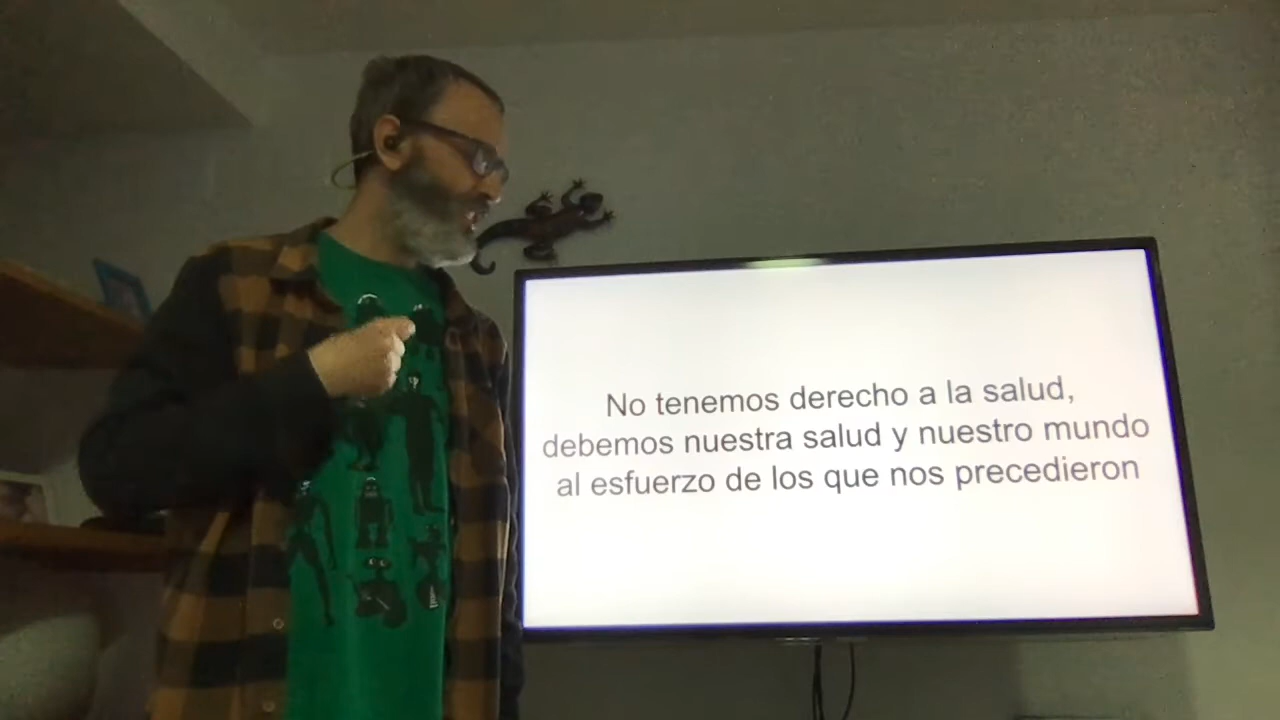 No tenemos derecho a la salud,
debemos nuestra salud y nuestro mundo
al esfuerzo de los que nos precedieron